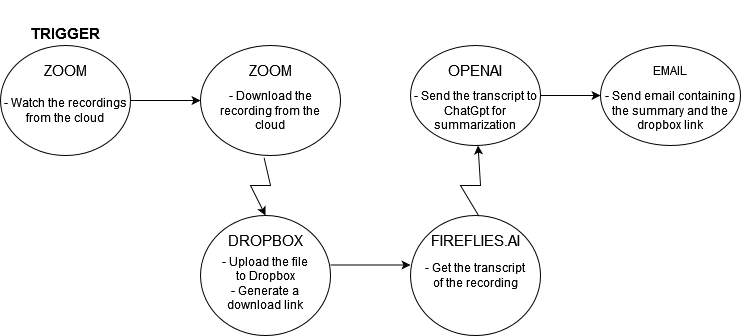 TRIGGER
ZOOM
- Watch the recordings
from the cloud
ZOOM
- Download the
recording from the
cloud
DROPBOX
- Upload the file
to Dropbox
- Generate a
download link
FIREFLIES.AI
- Get the transcript
of the recording
OPENAI
- Send the transcript to
ChatGpt for
summarization
EMAIL
- Send email containing
the summary and the
dropbox link